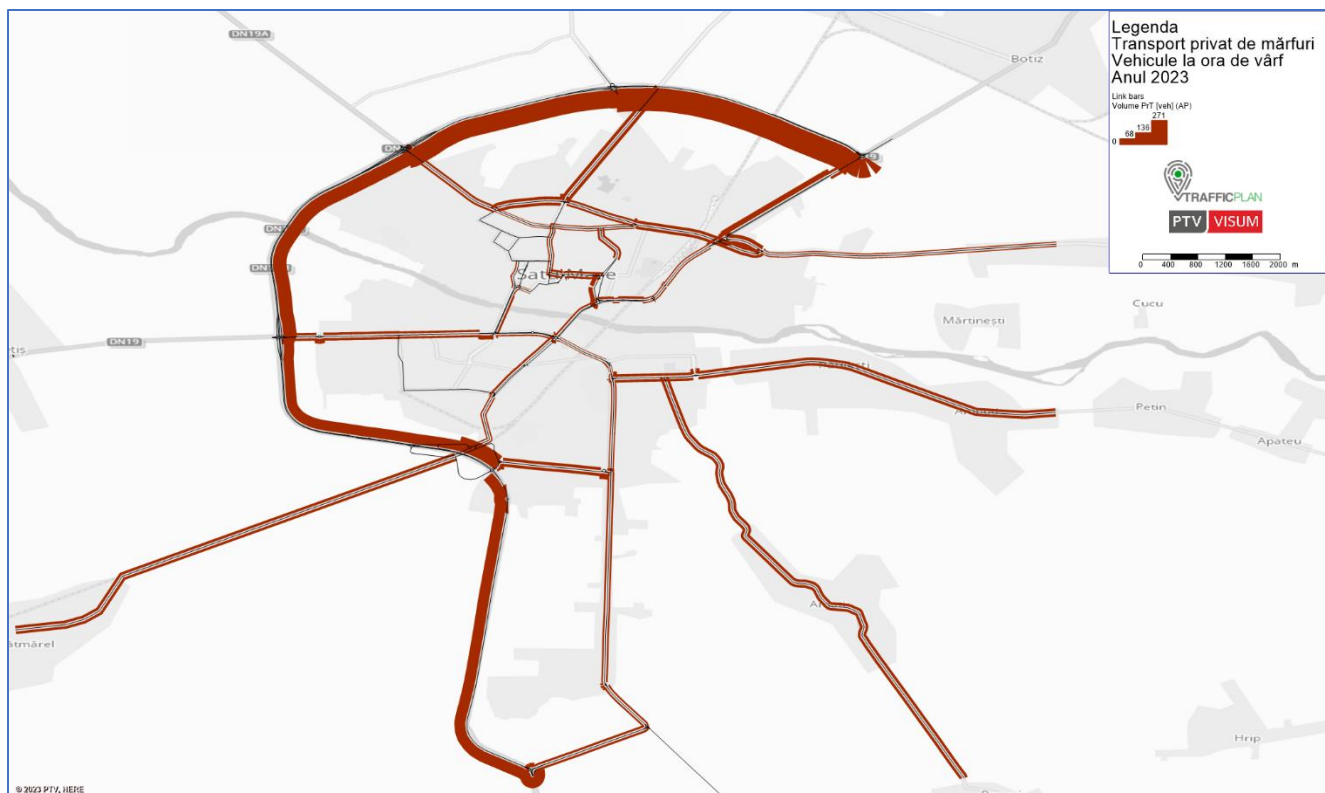 DN19A
Botiz
Legenda
Transport privat de mărfuri
Vehicule la ora de vârf
Anul 2023
Link bars
Volume PrT [veh] (AP)
271
136
68
0
TRAFFICPLAN
PTV VISUM
0 400 800 1200 1600 2000 m
Cucu
Mărtinești
DN19
Petin
Apateu
ătmărel
Hrip
© 2023 PTV, HERE